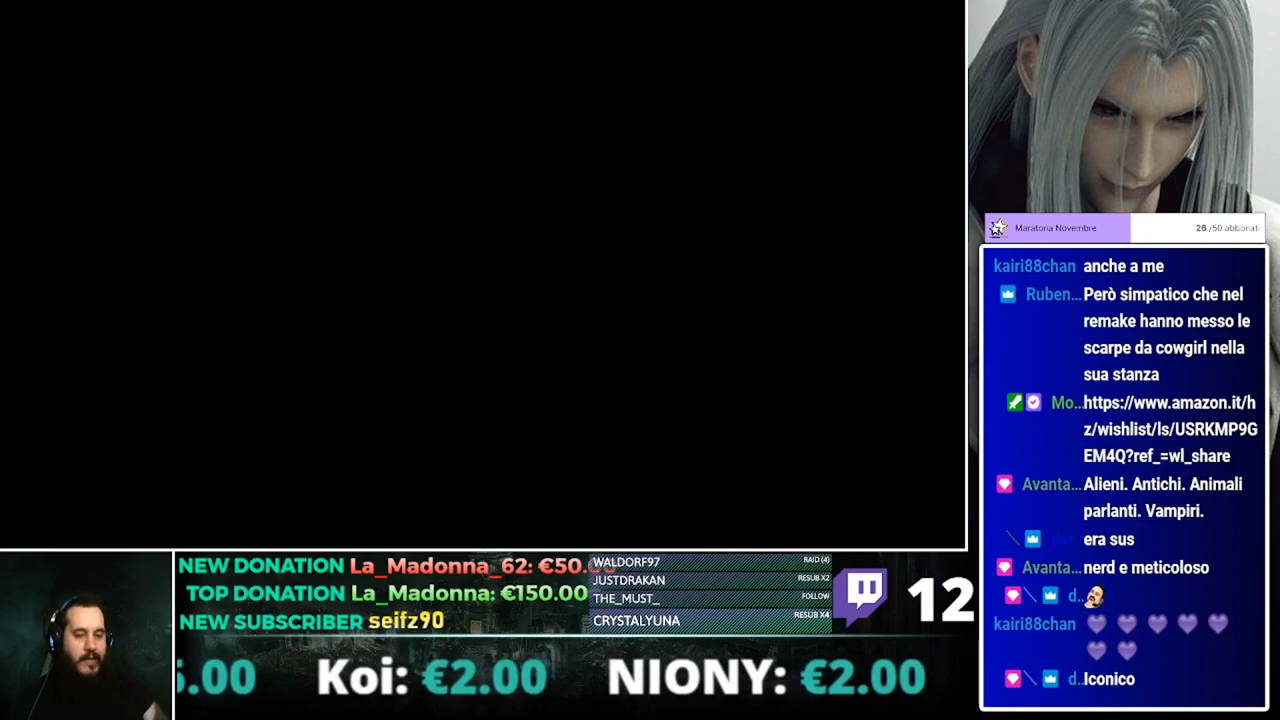 Maratona Novembre
26 /50 abbonati
kairi88chan anche a me
Ruben... Però simpatico che nel
remake hanno messo le
scarpe da cowgirl nella
sua stanza
Mo... https://www.amazon.it/h
z/wishlist/ls/USRKMP9G
EM4Q?ref_=wl_share
Avanta... Alieni. Antichi. Animali
parlanti. Vampiri.
dar era sus
Avanta... nerd e meticoloso
d..
kairi88chan
d.. Iconico
NEW DONATION La_Madonna_62: €50.00
TOP DONATION La_Madonna: €150.00
NEW SUBSCRIBER seifz90
WALDORF97 RAID (4)
JUSTDRAKAN RESUB X2
THE_MUST_ FOLLOW
CRYSTALYUNA RESUB X4
12
5.00 Koi: €2.00 NIONY: €2.00